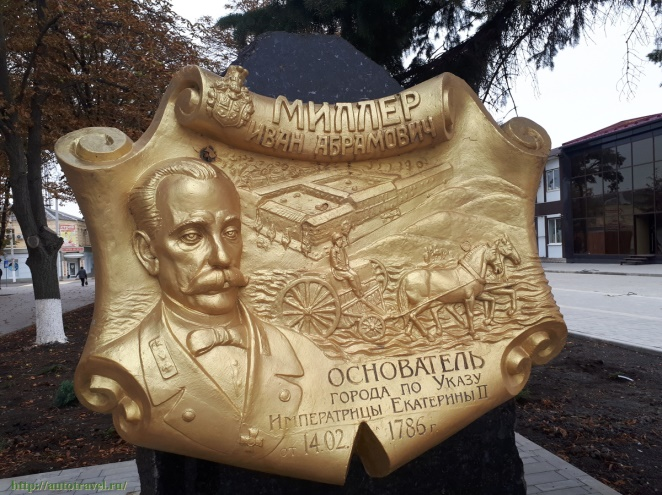 МИЛЛЕР
ИВАН АБРАМОВИЧ
ОСНОВАТЕЛЬ
ГОРОДА ПО УКАЗУ
ИМПЕРАТРИЦЫ ЕКАТЕРИНЫ II
ОТ 14.02. 1786 г.
http://autotravel.ru/